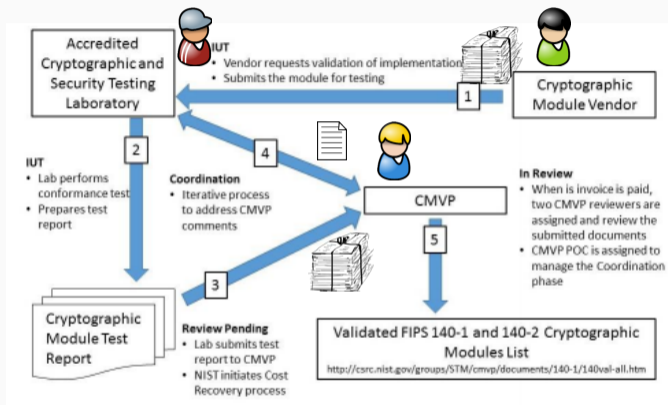 Accredited
Cryptographic and
Security Testing
Laboratory
IUT
• Vendor requests validation of implementation
• Submits the module for testing
1
Cryptographic
Module Vendor
2
IUT
• Lab performs
conformance test
• Prepares test
report
4
Coordination
• Iterative process
to address CMVP
comments
CMVP
In Review
• When is invoice is paid,
two CMVP reviewers are
assigned and review the
submitted documents
• CMVP POC is assigned to
manage the Coordination
phase
5
3
Cryptographic
Module Test
Report
Review Pending
• Lab submits test
report to CMVP
• NIST initiates Cost
Recovery process
Validated FIPS 140-1 and 140-2 Cryptographic
Modules List
http://csrc.nist.gov/groups/STM/cmvp/documents/140-1/140val-all.htm